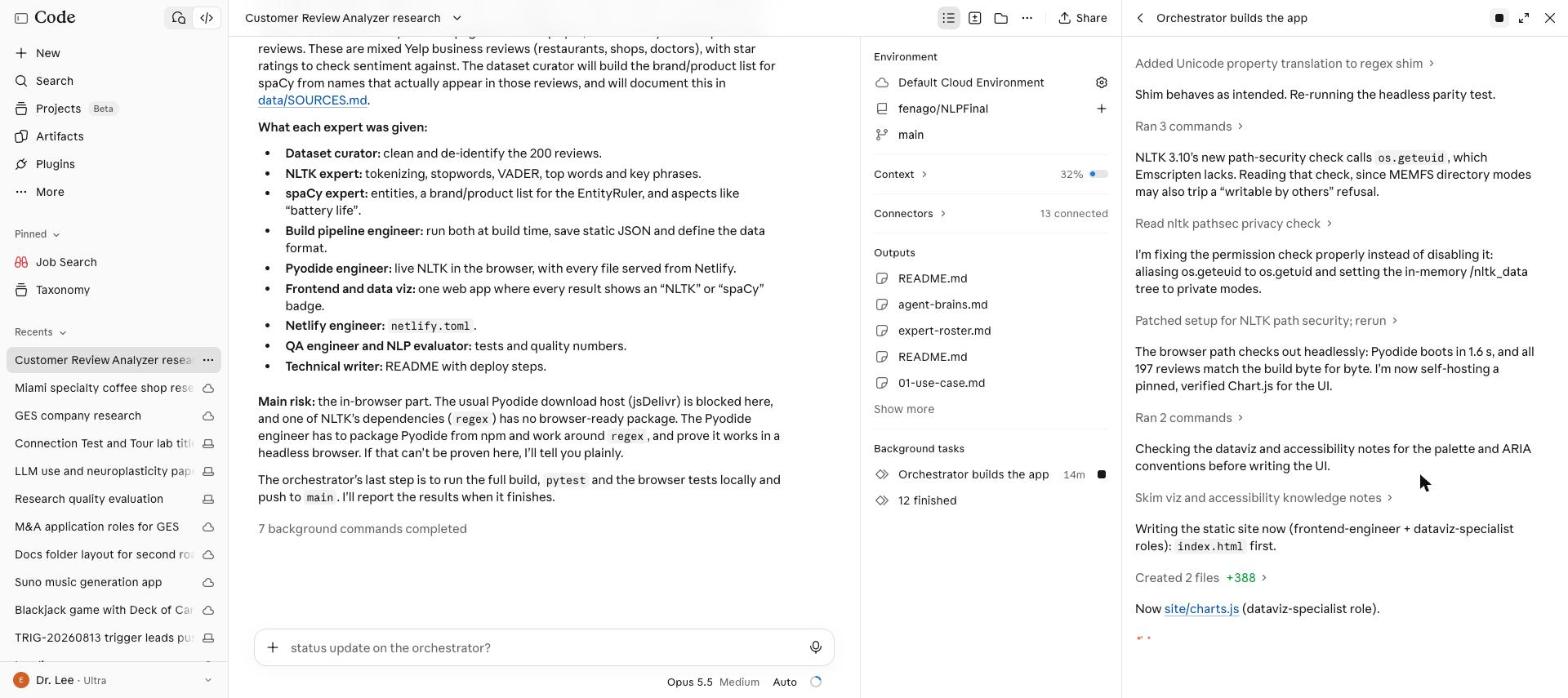 Code
New
Search
Projects Beta
Artifacts
Plugins
More
Pinned
Job Search
Taxonomy
Recents
Customer Review Analyzer resea
Miami specialty coffee shop rese
GES company research
Connection Test and Tour lab titl
LLM use and neuroplasticity pap
Research quality evaluation
M&A application roles for GES
Docs folder layout for second ro
Suno music generation app
Blackjack game with Deck of Car
TRIG-20260813 trigger leads pu
E Dr. Lee · Ultra
Customer Review Analyzer research
Share
reviews. These are mixed Yelp business reviews (restaurants, shops, doctors), with star
ratings to check sentiment against. The dataset curator will build the brand/product list for
spaCy from names that actually appear in those reviews, and will document this in
data/SOURCES.md.
What each expert was given:
• Dataset curator: clean and de-identify the 200 reviews.
• NLTK expert: tokenizing, stopwords, VADER, top words and key phrases.
• spaCy expert: entities, a brand/product list for the EntityRuler, and aspects like
“battery life”.
• Build pipeline engineer: run both at build time, save static JSON and define the data
format.
• Pyodide engineer: live NLTK in the browser, with every file served from Netlify.
• Frontend and data viz: one web app where every result shows an “NLTK” or “spaCy”
badge.
• Netlify engineer: netlify.toml.
• QA engineer and NLP evaluator: tests and quality numbers.
• Technical writer: README with deploy steps.
Main risk: the in-browser part. The usual Pyodide download host (jsDelivr) is blocked here,
and one of NLTK’s dependencies (regex) has no browser-ready package. The Pyodide
engineer has to package Pyodide from npm and work around regex, and prove it works in a
headless browser. If that can’t be proven here, I’ll tell you plainly.
The orchestrator’s last step is to run the full build, pytest and the browser tests locally and
push to main. I’ll report the results when it finishes.
7 background commands completed
status update on the orchestrator?
Opus 5.5 Medium Auto
Environment
Default Cloud Environment
fenago/NLPFinal
main
Context 32%
Connectors 13 connected
Outputs
README.md
agent-brains.md
expert-roster.md
README.md
01-use-case.md
Show more
Background tasks
Orchestrator builds the app 14m
12 finished
Orchestrator builds the app
Added Unicode property translation to regex shim
Shim behaves as intended. Re-running the headless parity test.
Ran 3 commands
NLTK 3.10’s new path-security check calls os.geteuid, which
Emscripten lacks. Reading that check, since MEMFS directory modes
may also trip a “writable by others” refusal.
Read nltk pathsec privacy check
I’m fixing the permission check properly instead of disabling it:
aliasing os.geteuid to os.getuid and setting the in-memory /nltk_data
tree to private modes.
Patched setup for NLTK path security; rerun
The browser path checks out headlessly: Pyodide boots in 1.6 s, and all
197 reviews match the build byte for byte. I’m now self-hosting a
pinned, verified Chart.js for the UI.
Ran 2 commands
Checking the dataviz and accessibility notes for the palette and ARIA
conventions before writing the UI.
Skim viz and accessibility knowledge notes
Writing the static site now (frontend-engineer + dataviz-specialist
roles): index.html first.
Created 2 files +388
Now site/charts.js (dataviz-specialist role).